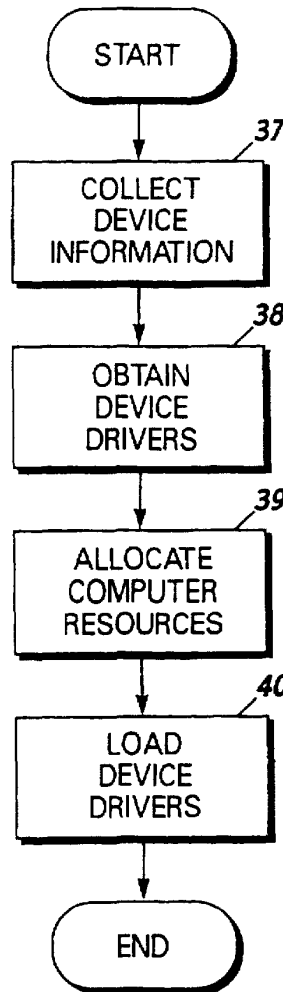 START
37
COLLECT
DEVICE
INFORMATION
38
OBTAIN
DEVICE
DRIVERS
39
ALLOCATE
COMPUTER
RESOURCES
40
LOAD
DEVICE
DRIVERS
END